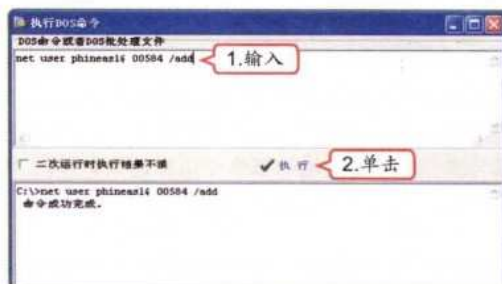 执行DOS命令
DOS命令或者DOS批处理文件
net user phineas1$ 00584 /add
1.输入
二次运行时执行结果不清
执行
2.单击
C:\>net user phineas1$ 00584 /add
命令成功完成。